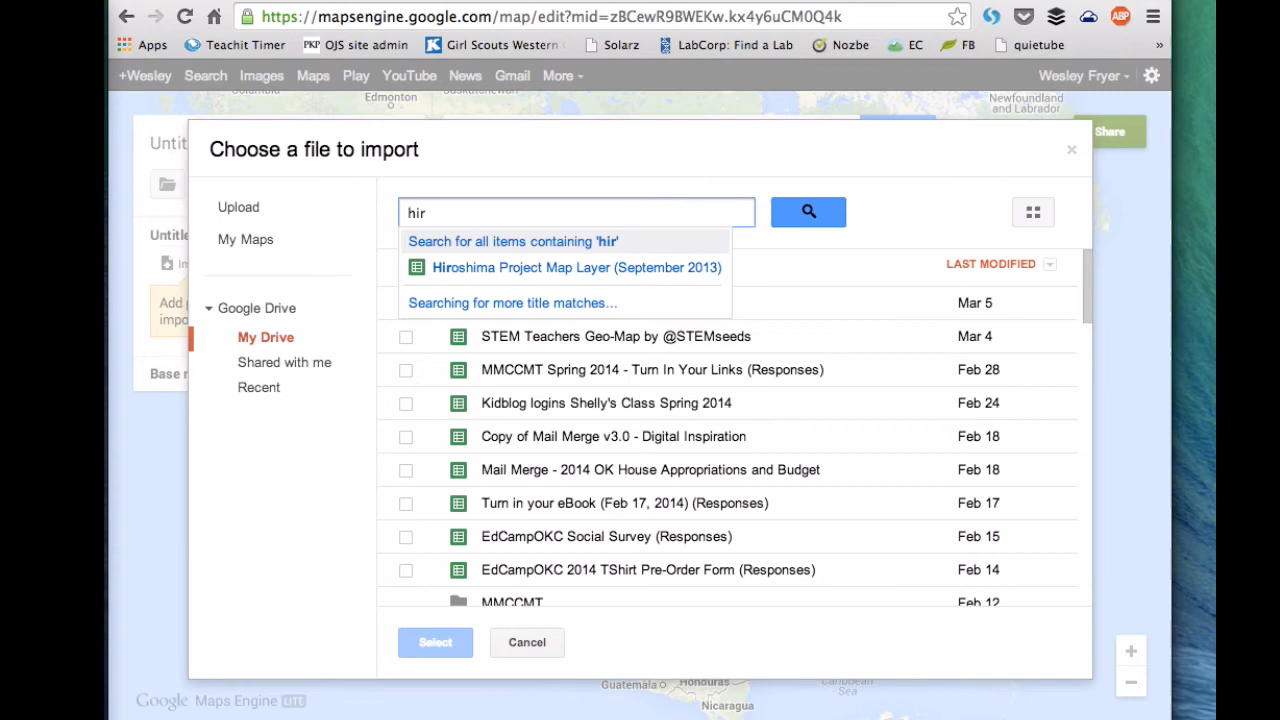 https://mapsengine.google.com/map/edit?mid=zBCewR9BWEKw.kx4y6uCM0Q4k
ABP
Apps Teachit Timer PKP OJS site admin Girl Scouts Western Solarz LabCorp: Find a Lab Nozbe EC FB quietube »
+Wesley Search Images Maps Play YouTube News Gmail More Wesley Fryer
Edmonton
Newfoundland
and Labrador
Share
Choose a file to import
×
Upload
My Maps
Google Drive
My Drive
Shared with me
Recent
hir
Search for all items containing 'hir'
Hiroshima Project Map Layer (September 2013)
Searching for more title matches...
LAST MODIFIED
Mar 5
STEM Teachers Geo-Map by @STEMseeds Mar 4
MMCCMT Spring 2014 - Turn In Your Links (Responses) Feb 28
Kidblog logins Shelly's Class Spring 2014 Feb 24
Copy of Mail Merge v3.0 - Digital Inspiration Feb 18
Mail Merge - 2014 OK House Appropriations and Budget Feb 18
Turn in your eBook (Feb 17, 2014) (Responses) Feb 17
EdCampOKC Social Survey (Responses) Feb 15
EdCampOKC 2014 TShirt Pre-Order Form (Responses) Feb 14
MMCCMT Feb 12
Select Cancel
Google Maps Engine LITE
Guatemala
Honduras
Nicaragua
Caribbean
Sea